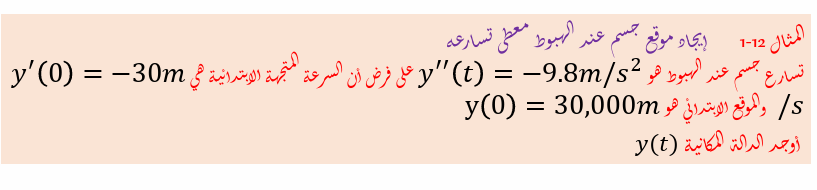 المثال 12-1 إيجاد موقع جسم عند الهبوط معطى تسارعه
تسارع جسم عند الهبوط هو y′′(t) = −9.8m/s² على فرض أن السرعة المتجهة الابتدائية هي y′(0) = −30m
/s والموقع الابتدائي هو y(0) = 30,000m
أوجد الدالة المكانية y(t)